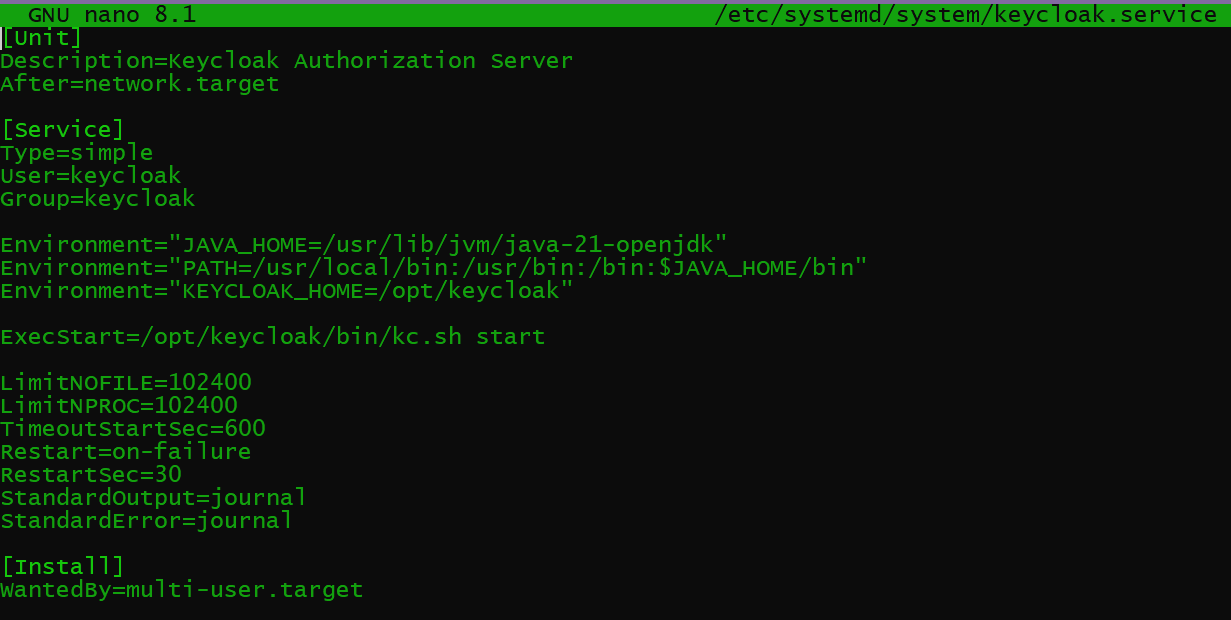 GNU nano 8.1 /etc/systemd/system/keycloak.service
[Unit]
Description=Keycloak Authorization Server
After=network.target
[Service]
Type=simple
User=keycloak
Group=keycloak
Environment="JAVA_HOME=/usr/lib/jvm/java-21-openjdk"
Environment="PATH=/usr/local/bin:/usr/bin:/bin:$JAVA_HOME/bin"
Environment="KEYCLOAK_HOME=/opt/keycloak"
ExecStart=/opt/keycloak/bin/kc.sh start
LimitNOFILE=102400
LimitNPROC=102400
TimeoutStartSec=600
Restart=on-failure
RestartSec=30
StandardOutput=journal
StandardError=journal
[Install]
WantedBy=multi-user.target